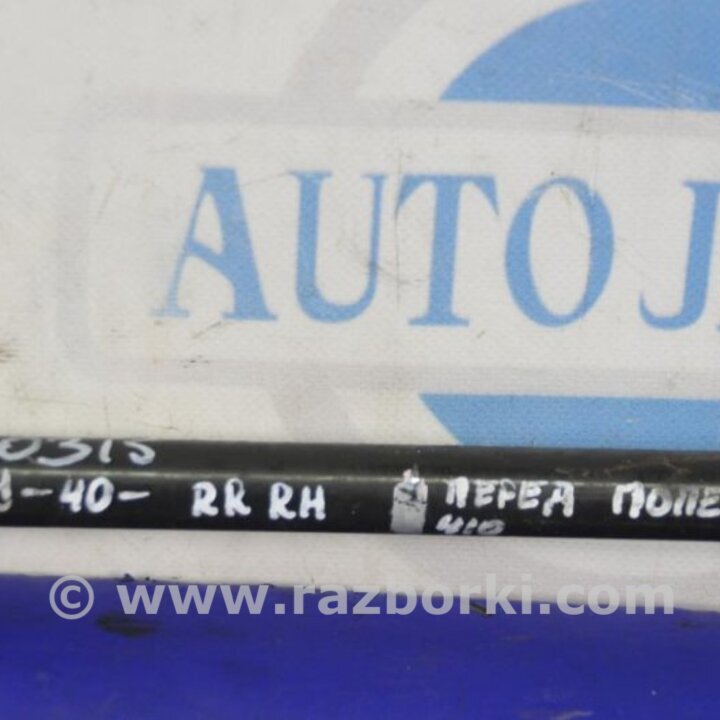 AUTO J
0315
-40- RR RH ПЕРЕД ПОПЕ
© www.razborki.com